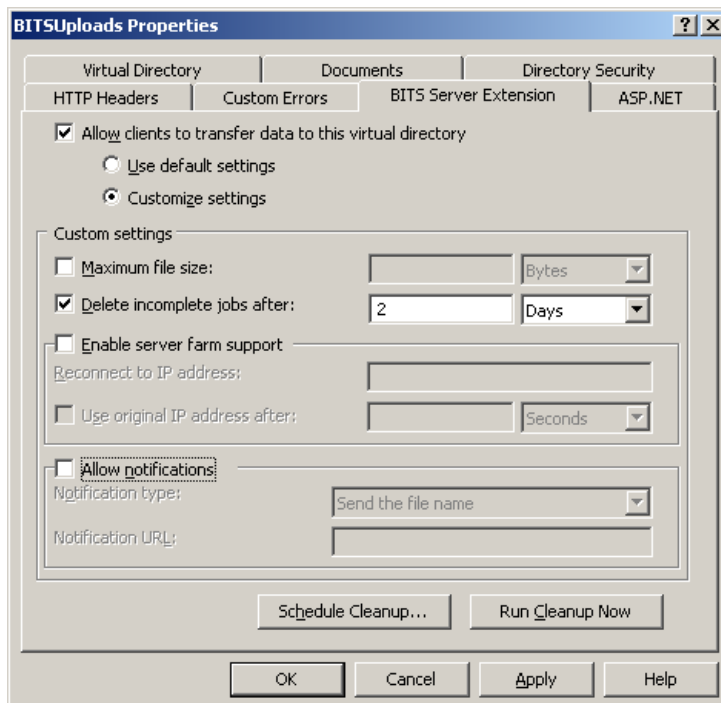 BITSUploads Properties
Virtual Directory Documents Directory Security
HTTP Headers Custom Errors BITS Server Extension ASP.NET
Allow clients to transfer data to this virtual directory
Use default settings
Customize settings
Custom settings
Maximum file size: Bytes
Delete incomplete jobs after: 2 Days
Enable server farm support
Reconnect to IP address:
Use original IP address after: Seconds
Allow notifications
Notification type: Send the file name
Notification URL:
Schedule Cleanup... Run Cleanup Now
OK Cancel Apply Help